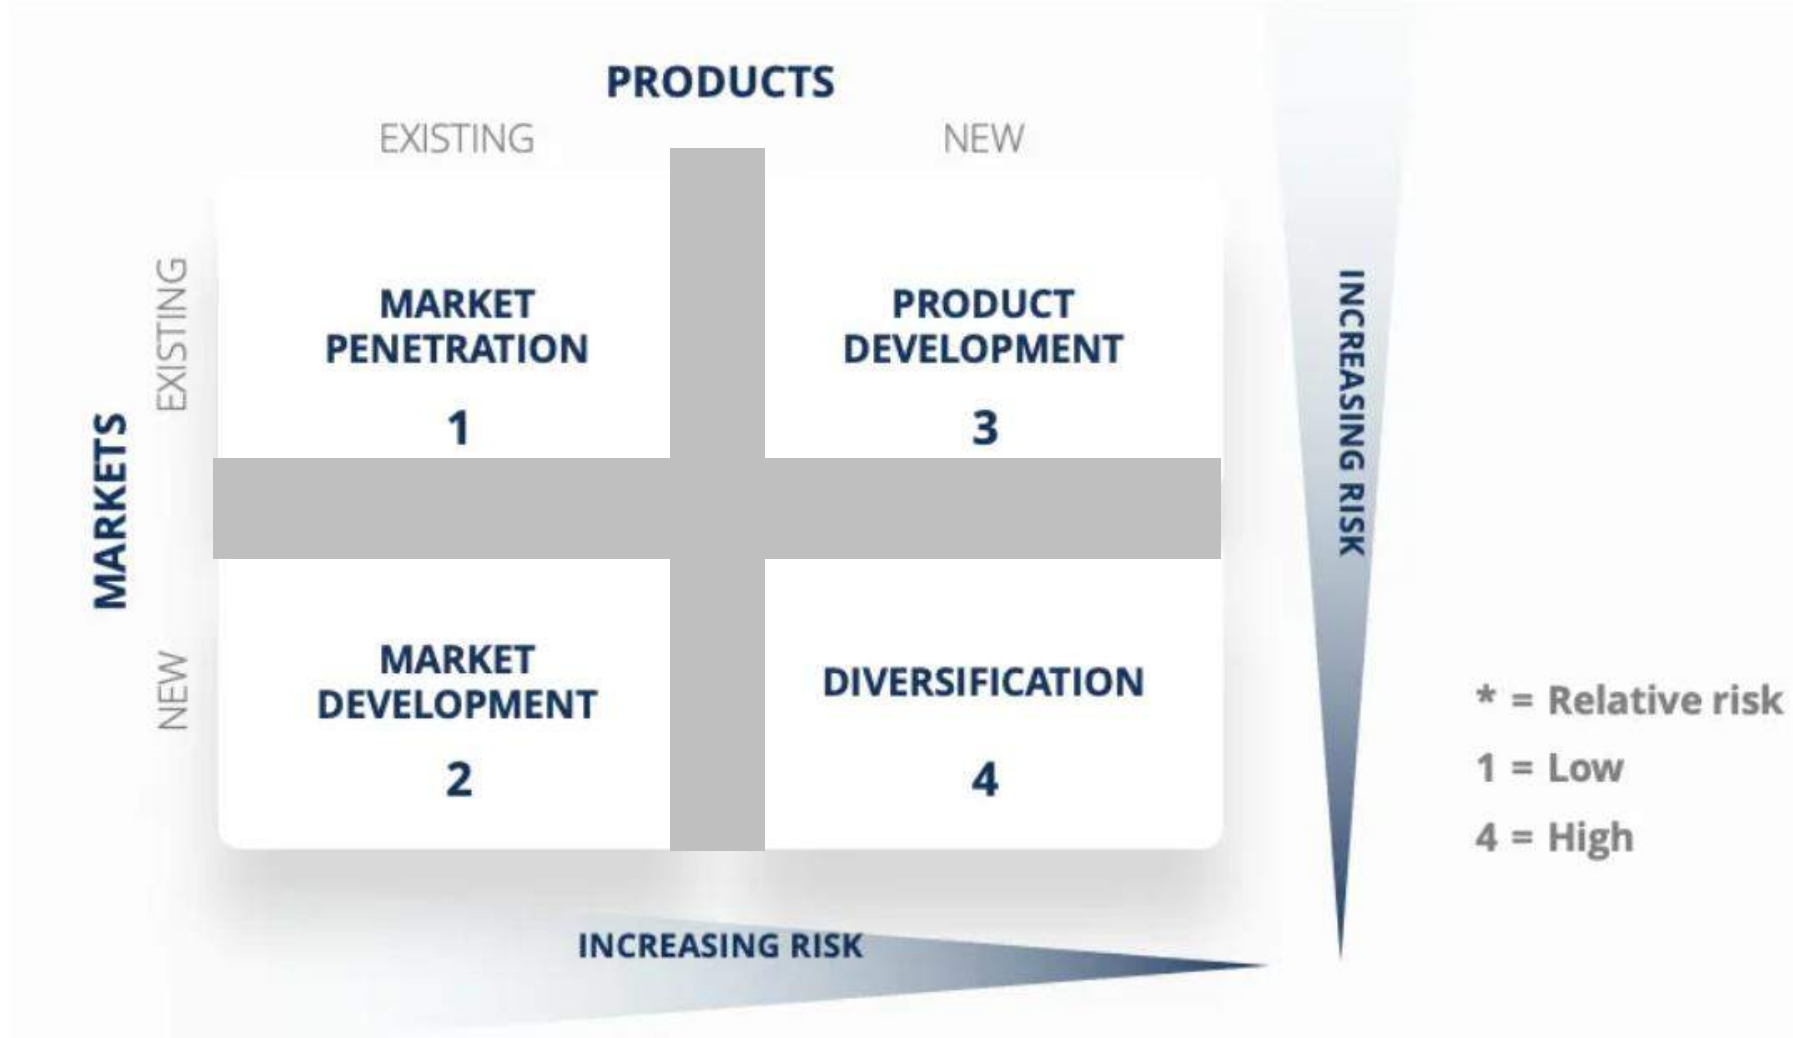 PRODUCTS
EXISTING
NEW
MARKETS
EXISTING
NEW
MARKET
PENETRATION
1
PRODUCT
DEVELOPMENT
3
MARKET
DEVELOPMENT
2
DIVERSIFICATION
4
INCREASING RISK
INCREASING RISK
* = Relative risk
1 = Low
4 = High